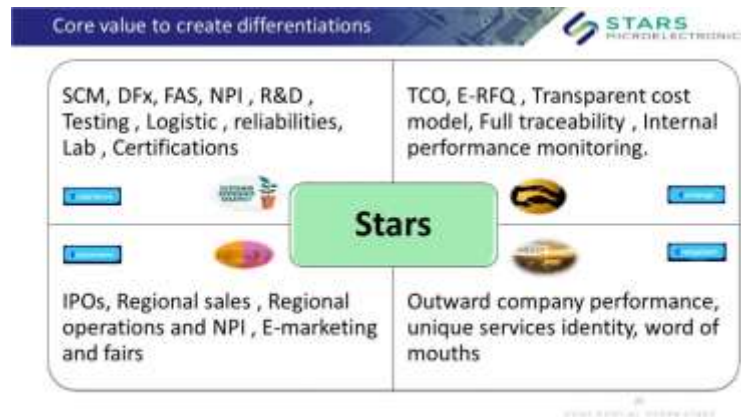 Core value to create differentiations
STARS
MICROELECTRONIC
SCM, DFx, FAS, NPI , R&D ,
Testing , Logistic , reliabilities,
Lab , Certifications
TCO, E-RFQ , Transparent cost
model, Full traceability , Internal
performance monitoring.
Stars
IPOs, Regional sales , Regional
operations and NPI , E-marketing
and fairs
Outward company performance,
unique services identity, word of
mouths